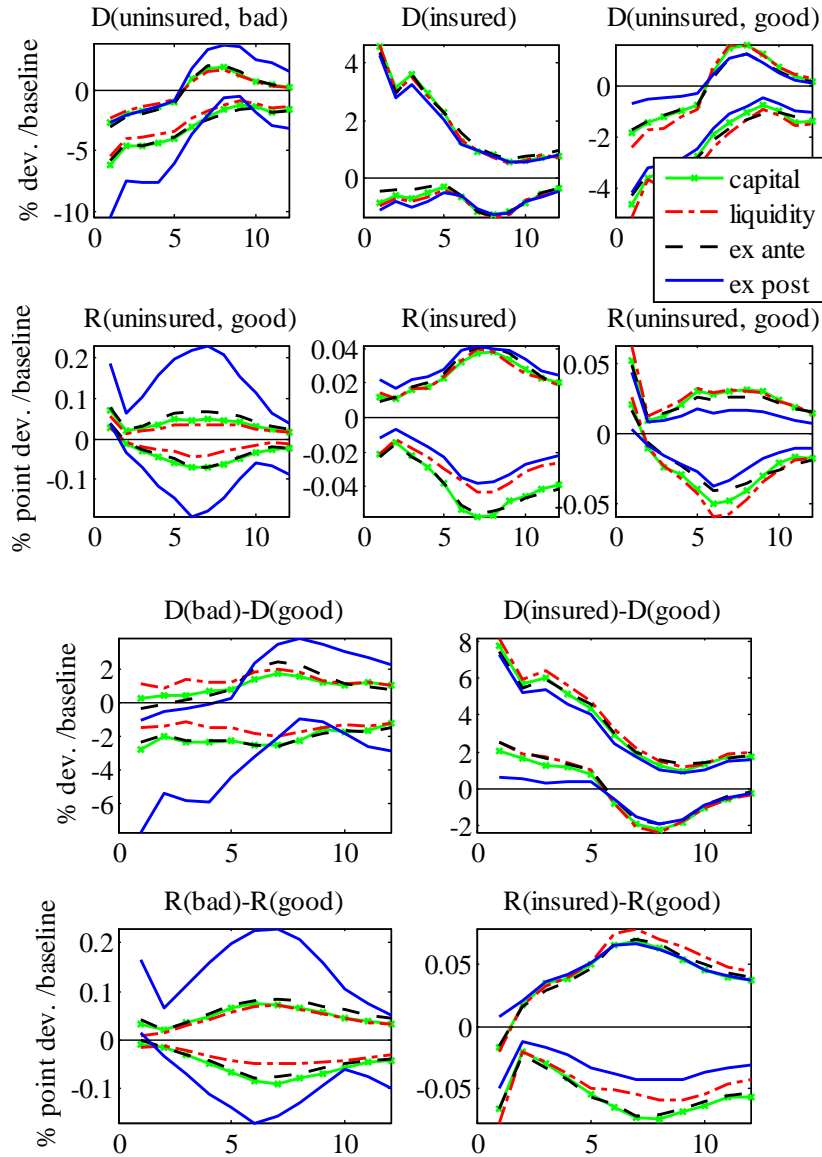 D(uninsured, bad) D(insured) D(uninsured, good)
% dev. /baseline
0
-5
-10
0 5 10
4
2
0
0 5 10
0
-2
-4
0
capital
liquidity
ex ante
ex post
R(uninsured, good) R(insured) R(uninsured, good)
% point dev. /baseline
0.2
0.1
0
-0.1
0 5 10
0.04
0.02
0
-0.02
-0.04
0 5 10
0.05
0
-0.05
0 5 10
D(bad)-D(good) D(insured)-D(good)
% dev. /baseline
2
0
-2
-4
-6
0 5 10
8
6
4
2
0
-2
0 5 10
R(bad)-R(good) R(insured)-R(good)
% point dev. /baseline
0.2
0.1
0
-0.1
0 5 10
0.05
0
-0.05
0 5 10